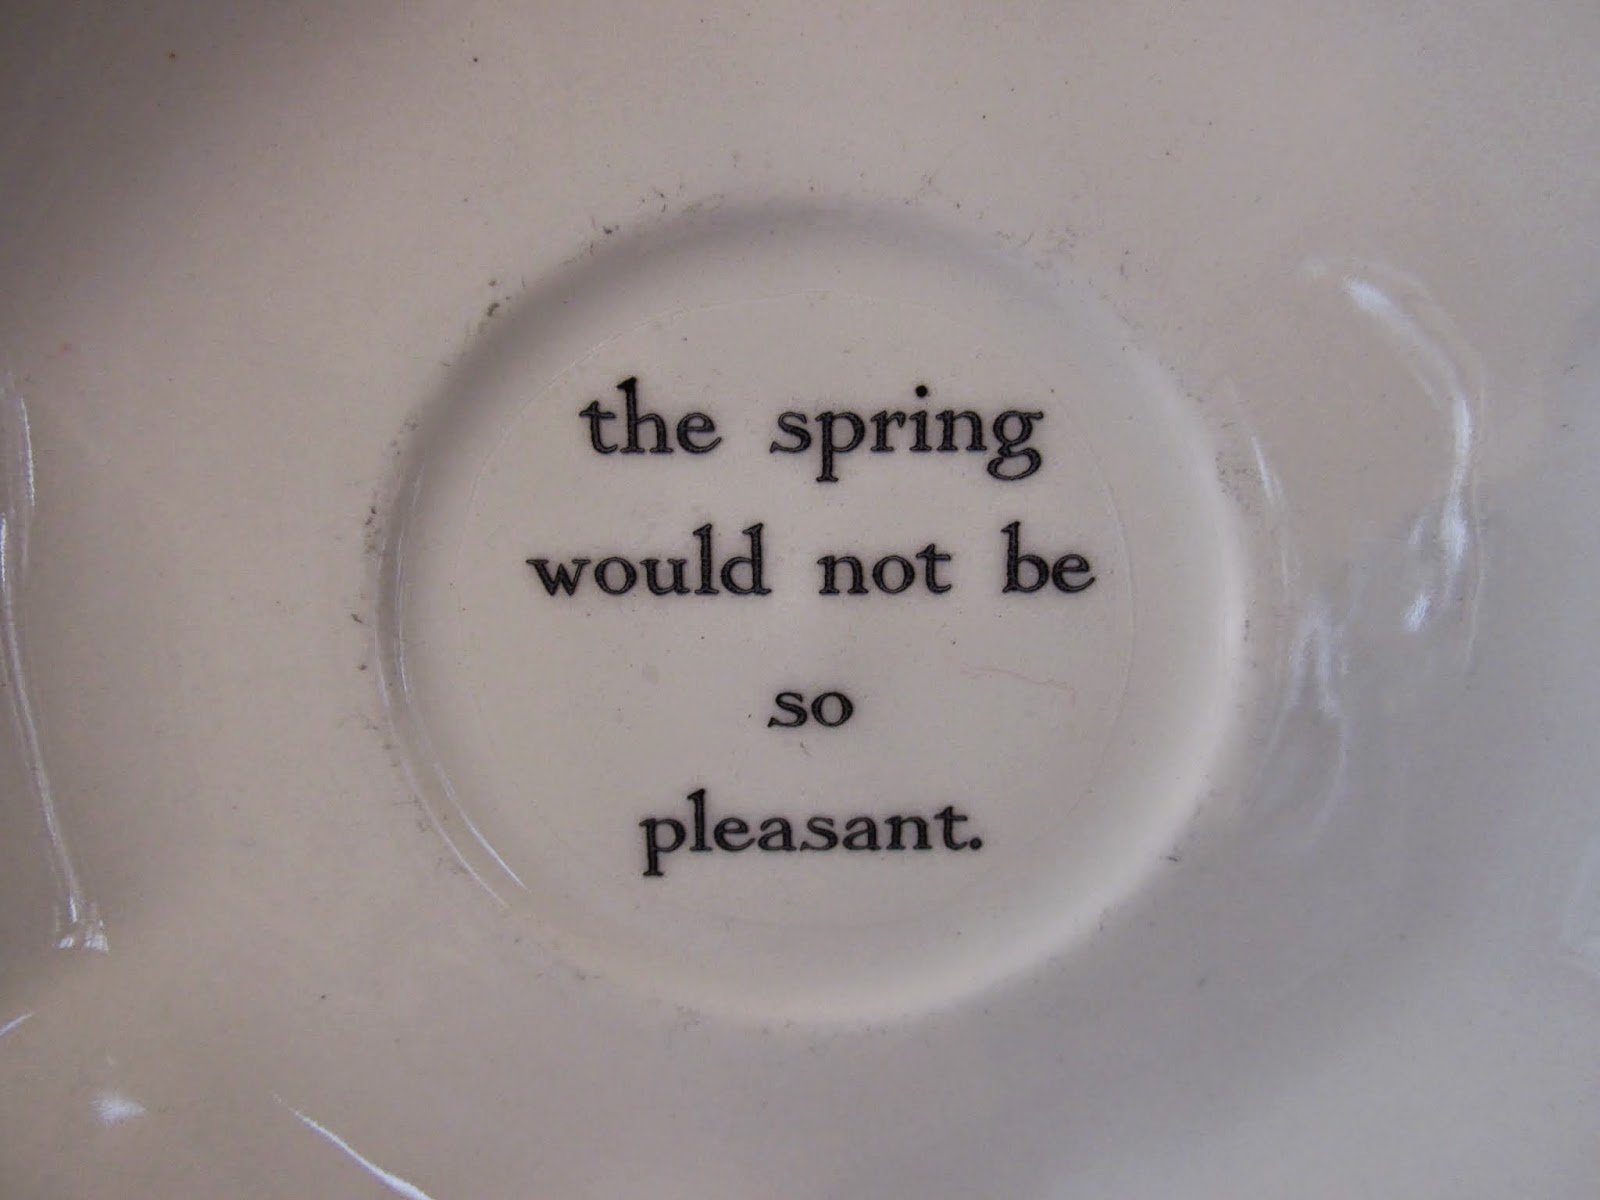 the spring
would not be
so
pleasant.